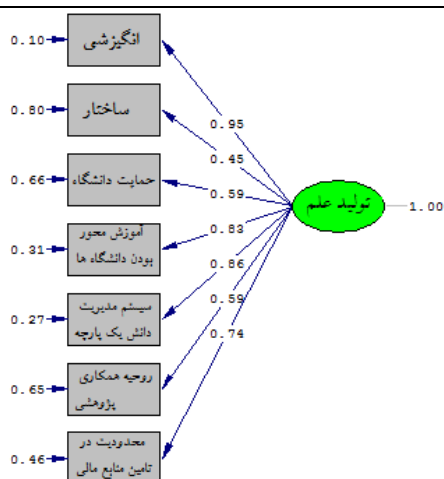 0.10
انگیزشی
0.80
ساختار
0.66
حمایت دانشگاه
0.31
آموزش محور
بودن دانشگاه ها
0.27
سیستم مدیریت
دانش یک پارچه
0.65
روحیه همکاری
پژوهشی
0.46
محدودیت در
تامین منابع مالی
0.95
0.45
0.59
0.83
0.86
0.59
0.74
تولید علم
1.00